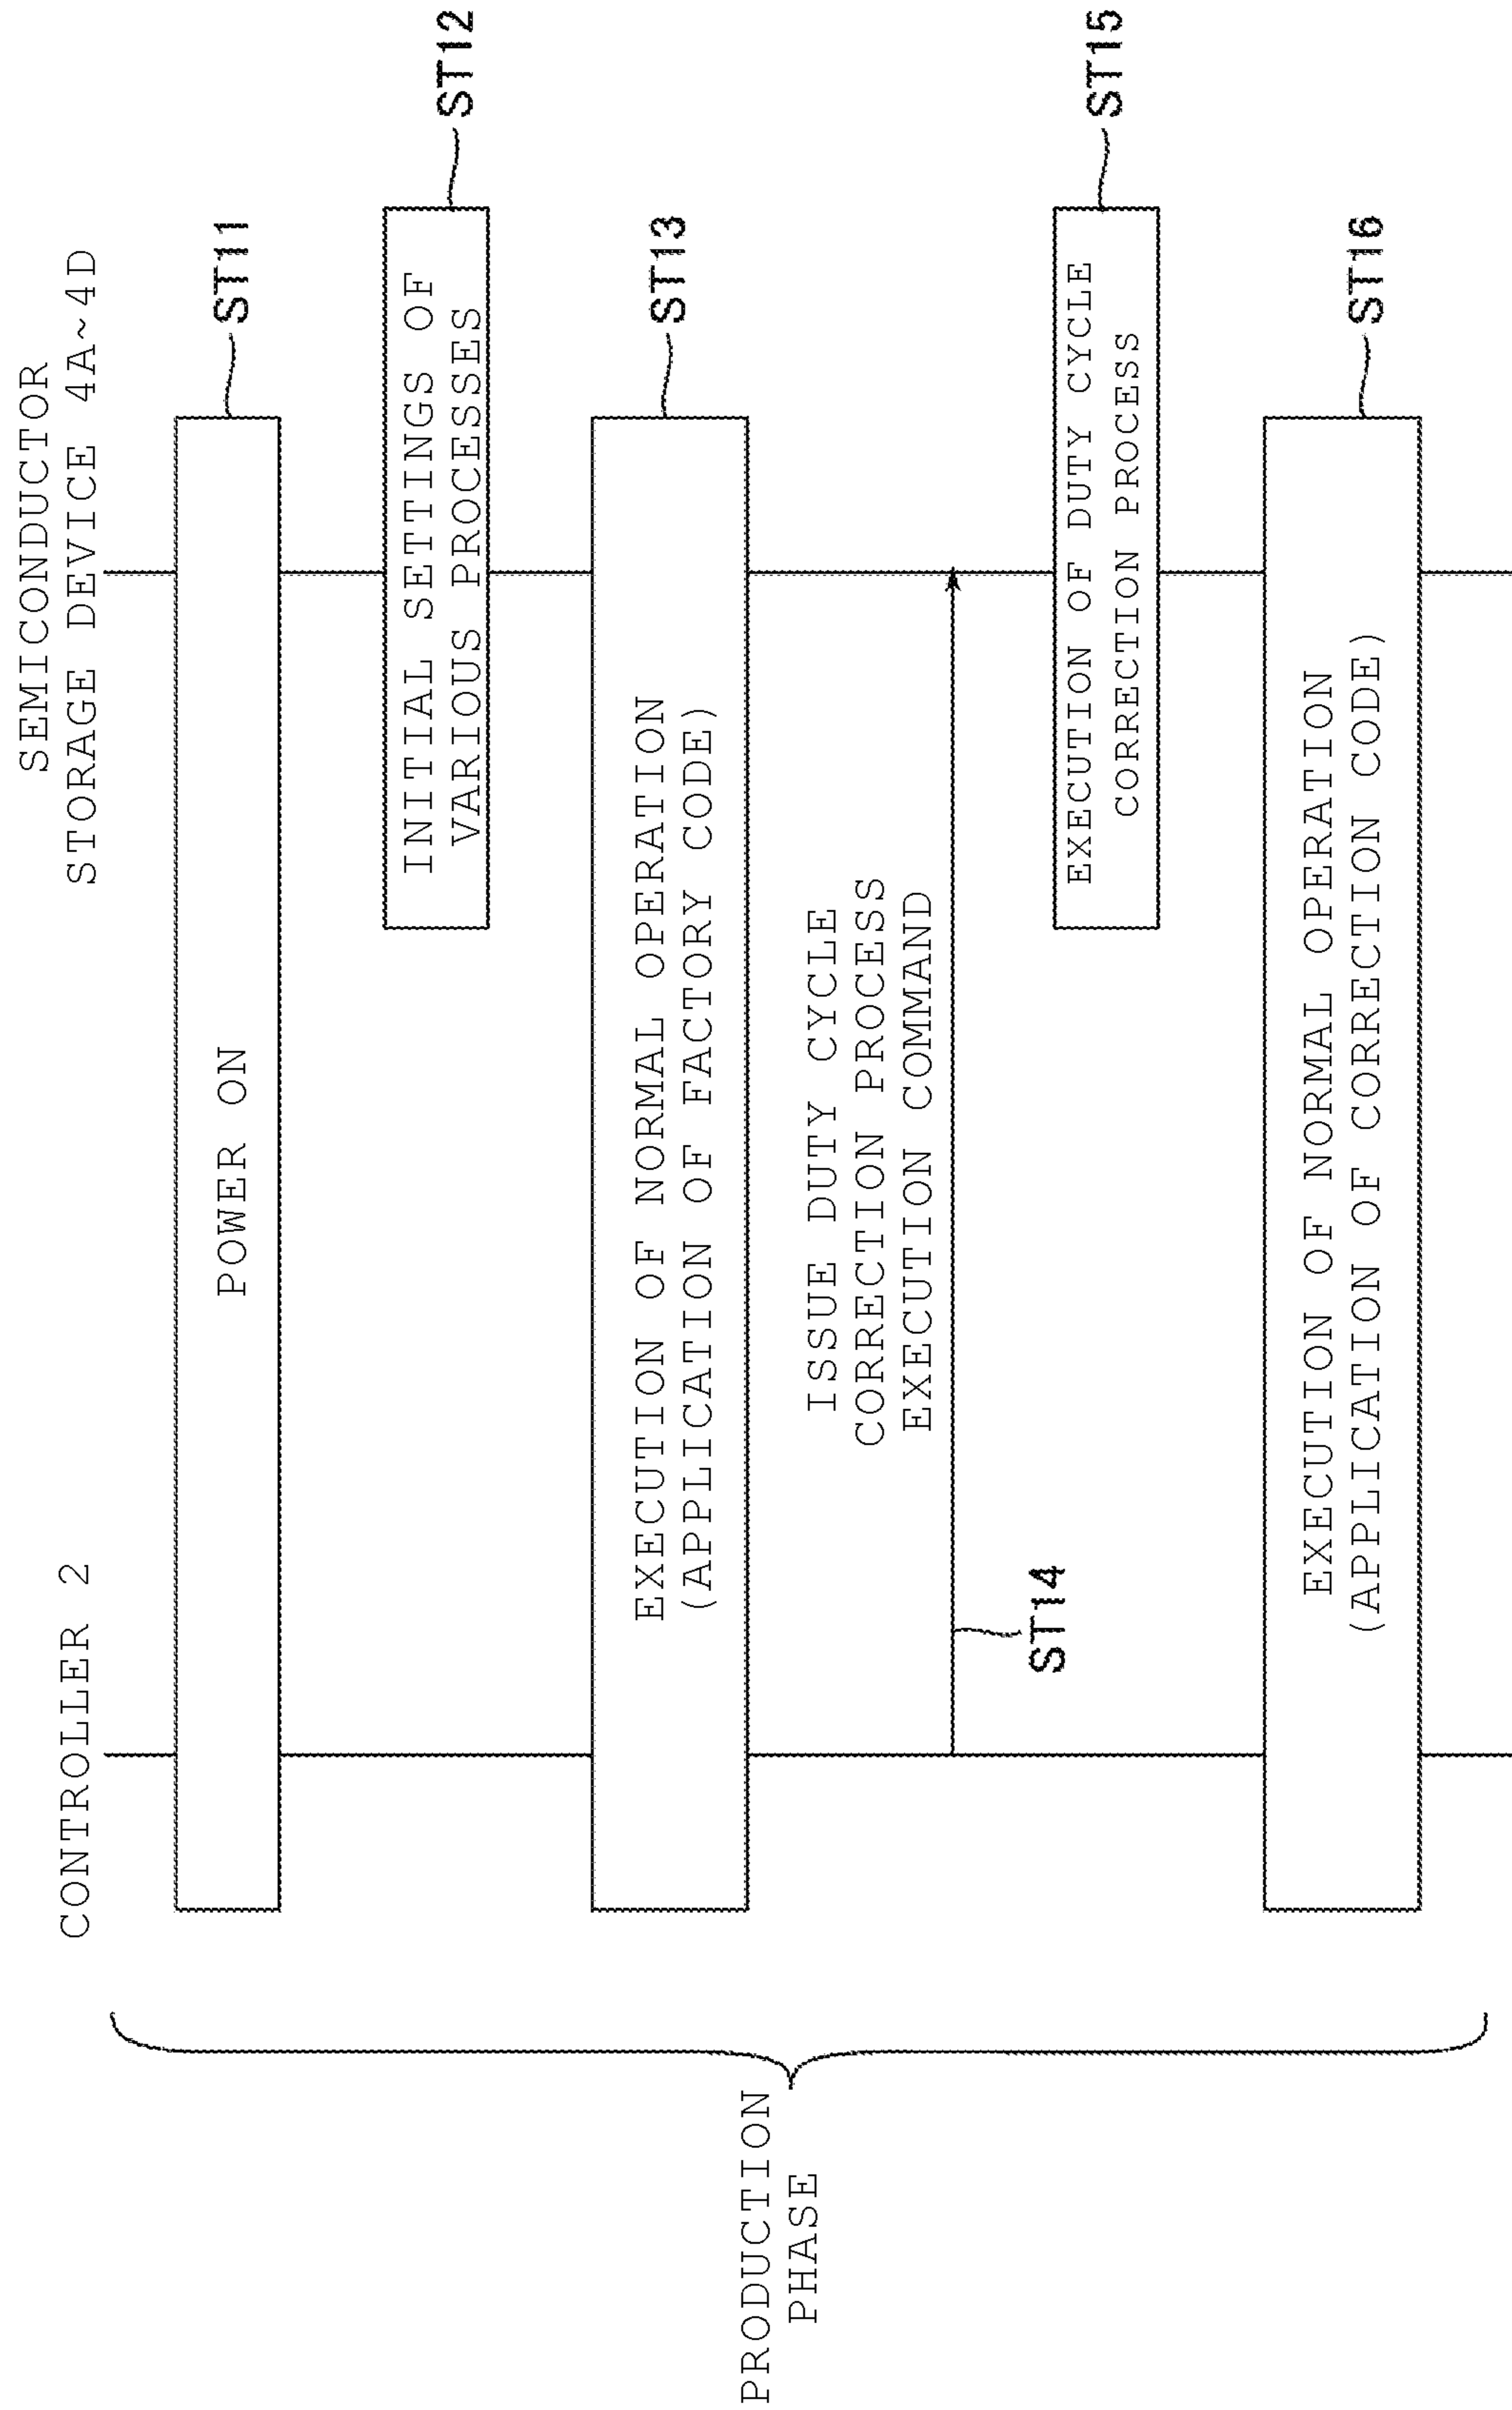 CONTROLLER 2
SEMICONDUCTOR
STORAGE DEVICE 4A~4D
PRODUCTION
PHASE
POWER ON
ST11
INITIAL SETTINGS OF
VARIOUS PROCESSES
ST12
EXECUTION OF NORMAL OPERATION
(APPLICATION OF FACTORY CODE)
ST13
ISSUE DUTY CYCLE
CORRECTION PROCESS
EXECUTION COMMAND
ST14
EXECUTION OF DUTY CYCLE
CORRECTION PROCESS
ST15
EXECUTION OF NORMAL OPERATION
(APPLICATION OF CORRECTION CODE)
ST16